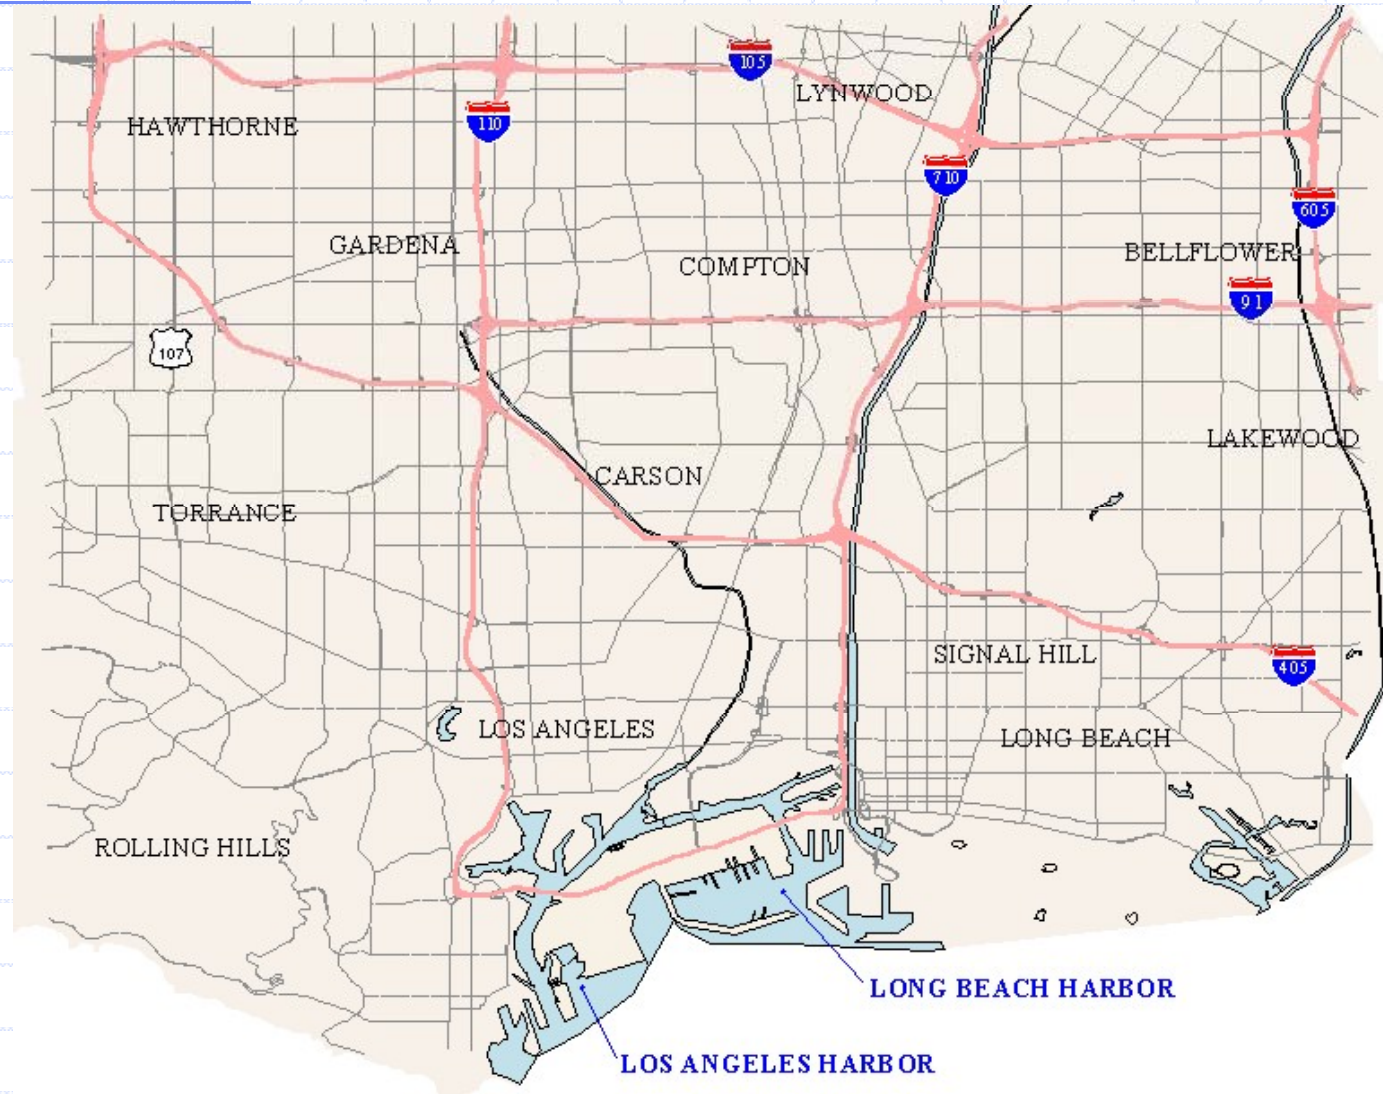 105
LYNWOOD
110
HAWTHORNE
710
605
GARDENA
BELLFLOWER
COMPTON
91
107
LAKEWOOD
CARSON
TORRANCE
SIGNAL HILL
405
LOS ANGELES
LONG BEACH
ROLLING HILLS
LONG BEACH HARBOR
LOS ANGELES HARBOR